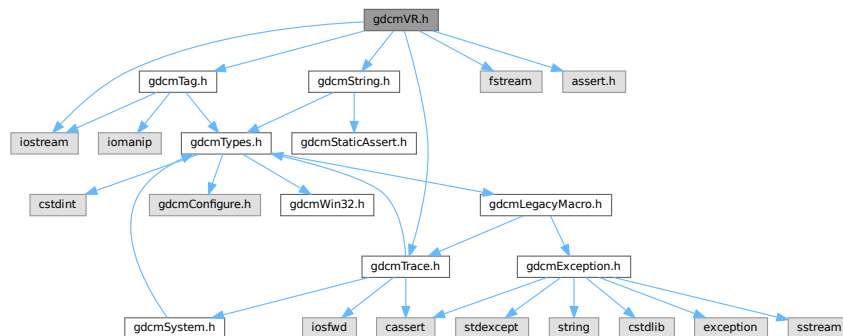 gdcmVR.h
gdcmTag.h
gdcmString.h
fstream
assert.h
iostream
iomanip
gdcmTypes.h
gdcmStaticAssert.h
cstdint
gdcmConfigure.h
gdcmWin32.h
gdcmLegacyMacro.h
gdcmTrace.h
gdcmException.h
gdcmSystem.h
iosfwd
cassert
stdexcept
string
cstdlib
exception
sstream